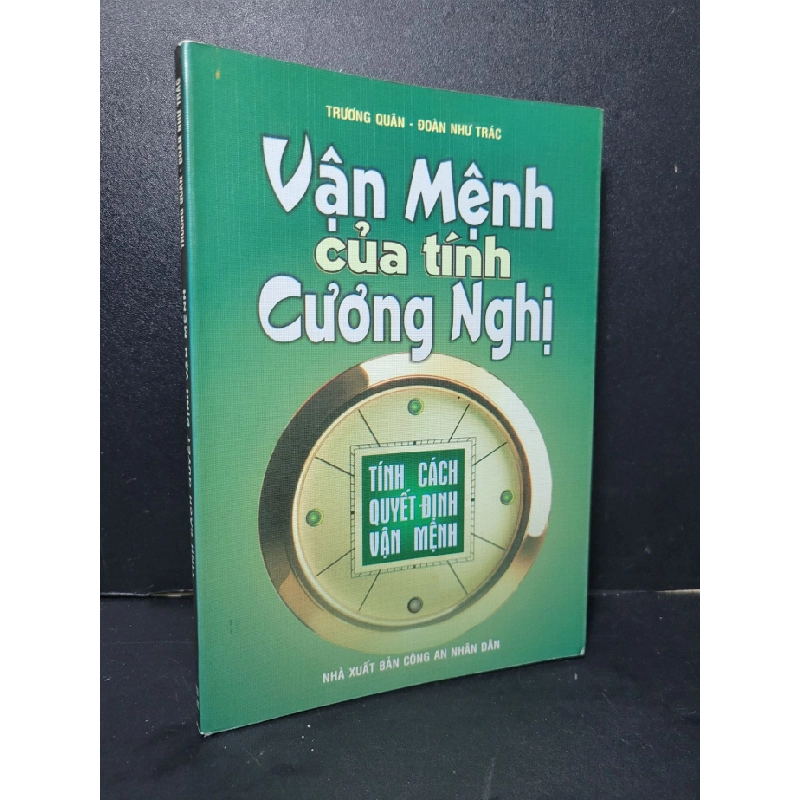 TRƯƠNG QUÂN - ĐOÀN NHƯ TRÁC
Vận Mệnh
của tính
Cương Nghị
TÍNH CÁCH
QUYẾT ĐỊNH
VẬN MỆNH
NHÀ XUẤT BẢN CÔNG AN NHÂN DÂN